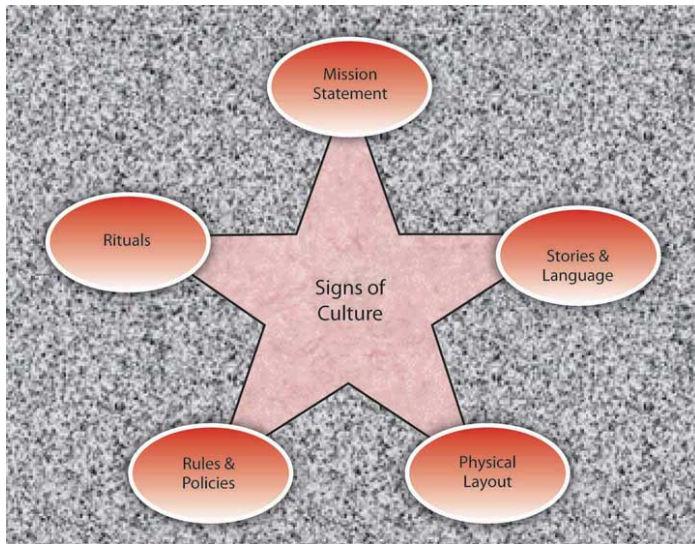 Mission
Statement
Rituals
Stories &
Language
Signs of
Culture
Rules &
Policies
Physical
Layout